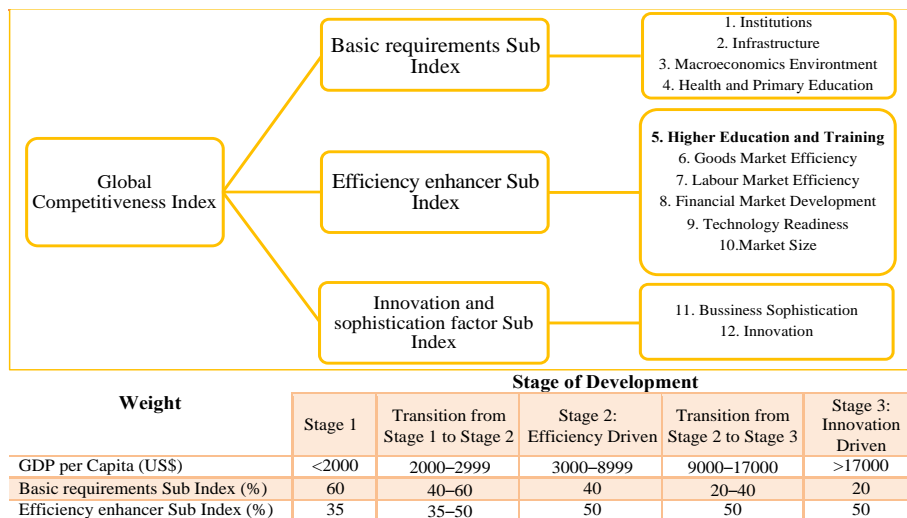 Global
Competitiveness Index
Basic requirements Sub
Index
1. Institutions
2. Infrastructure
3. Macroeconomics Environtment
4. Health and Primary Education
Efficiency enhancer Sub
Index
5. Higher Education and Training
6. Goods Market Efficiency
7. Labour Market Efficiency
8. Financial Market Development
9. Technology Readiness
10.Market Size
Innovation and
sophistication factor Sub
Index
11. Bussiness Sophistication
12. Innovation
Weight
Stage of Development
Stage 1
Transition from
Stage 1 to Stage 2
Stage 2:
Efficiency Driven
Transition from
Stage 2 to Stage 3
Stage 3:
Innovation
Driven
GDP per Capita (US$) <2000 2000–2999 3000–8999 9000–17000 >17000
Basic requirements Sub Index (%) 60 40–60 40 20–40 20
Efficiency enhancer Sub Index (%) 35 35–50 50 50 50